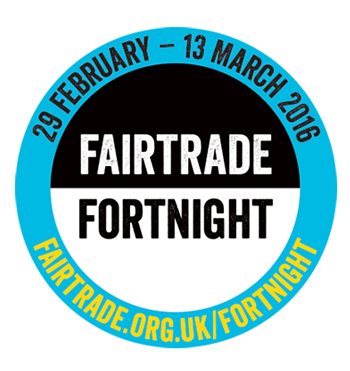 29 FEBRUARY – 13 MARCH 2016
FAIRTRADE
FORTNIGHT
FAIRTRADE.ORG.UK/FORTNIGHT